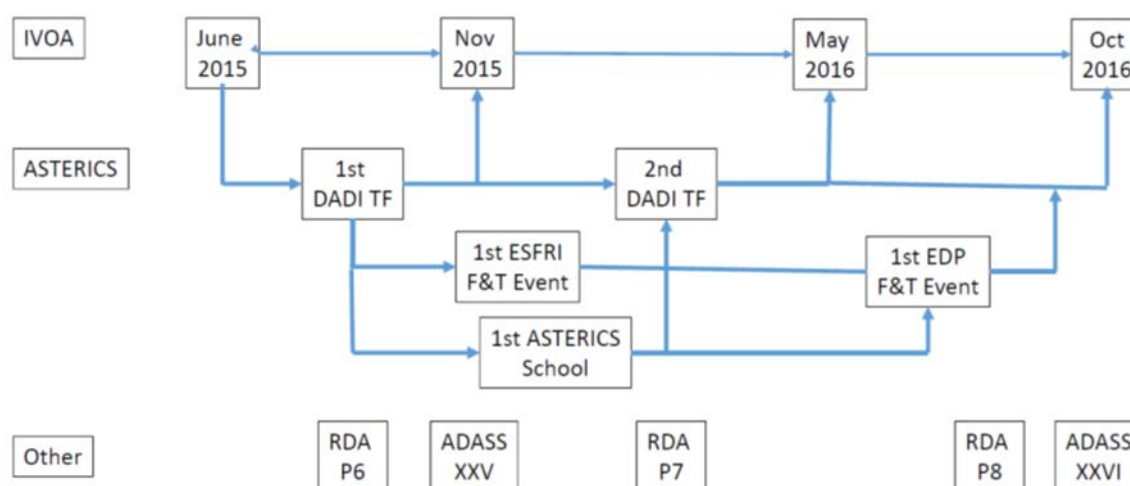 IVOA
June
2015
Nov
2015
May
2016
Oct
2016
ASTERICS
1st
DADI TF
2nd
DADI TF
1st ESFRI
F&T Event
1st EDP
F&T Event
1st ASTERICS
School
Other
RDA
P6
ADASS
XXV
RDA
P7
RDA
P8
ADASS
XXVI